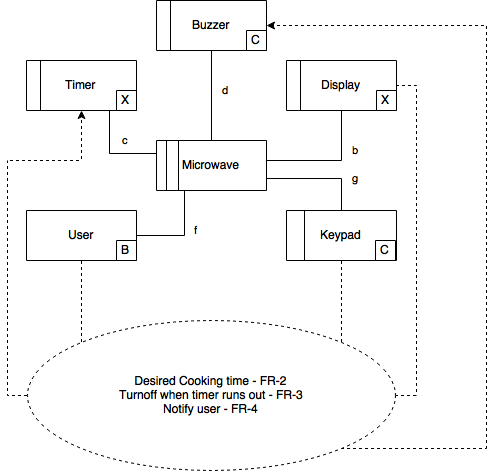 Buzzer
C
Timer
X
d
Display
X
c
b
Microwave
g
User
B
f
Keypad
C
Desired Cooking time - FR-2
Turnoff when timer runs out - FR-3
Notify user - FR-4